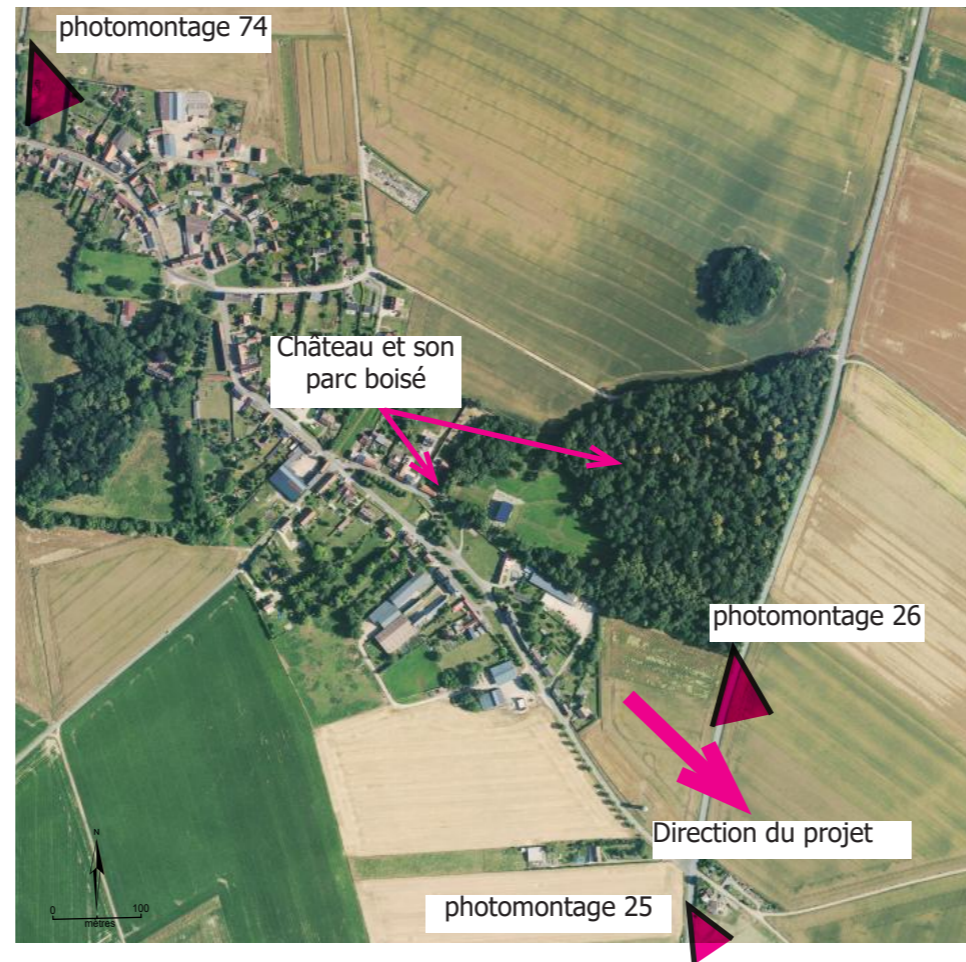 photomontage 74
Château et son
parc boisé
photomontage 26
Direction du projet
photomontage 25
N
0 100
mètres